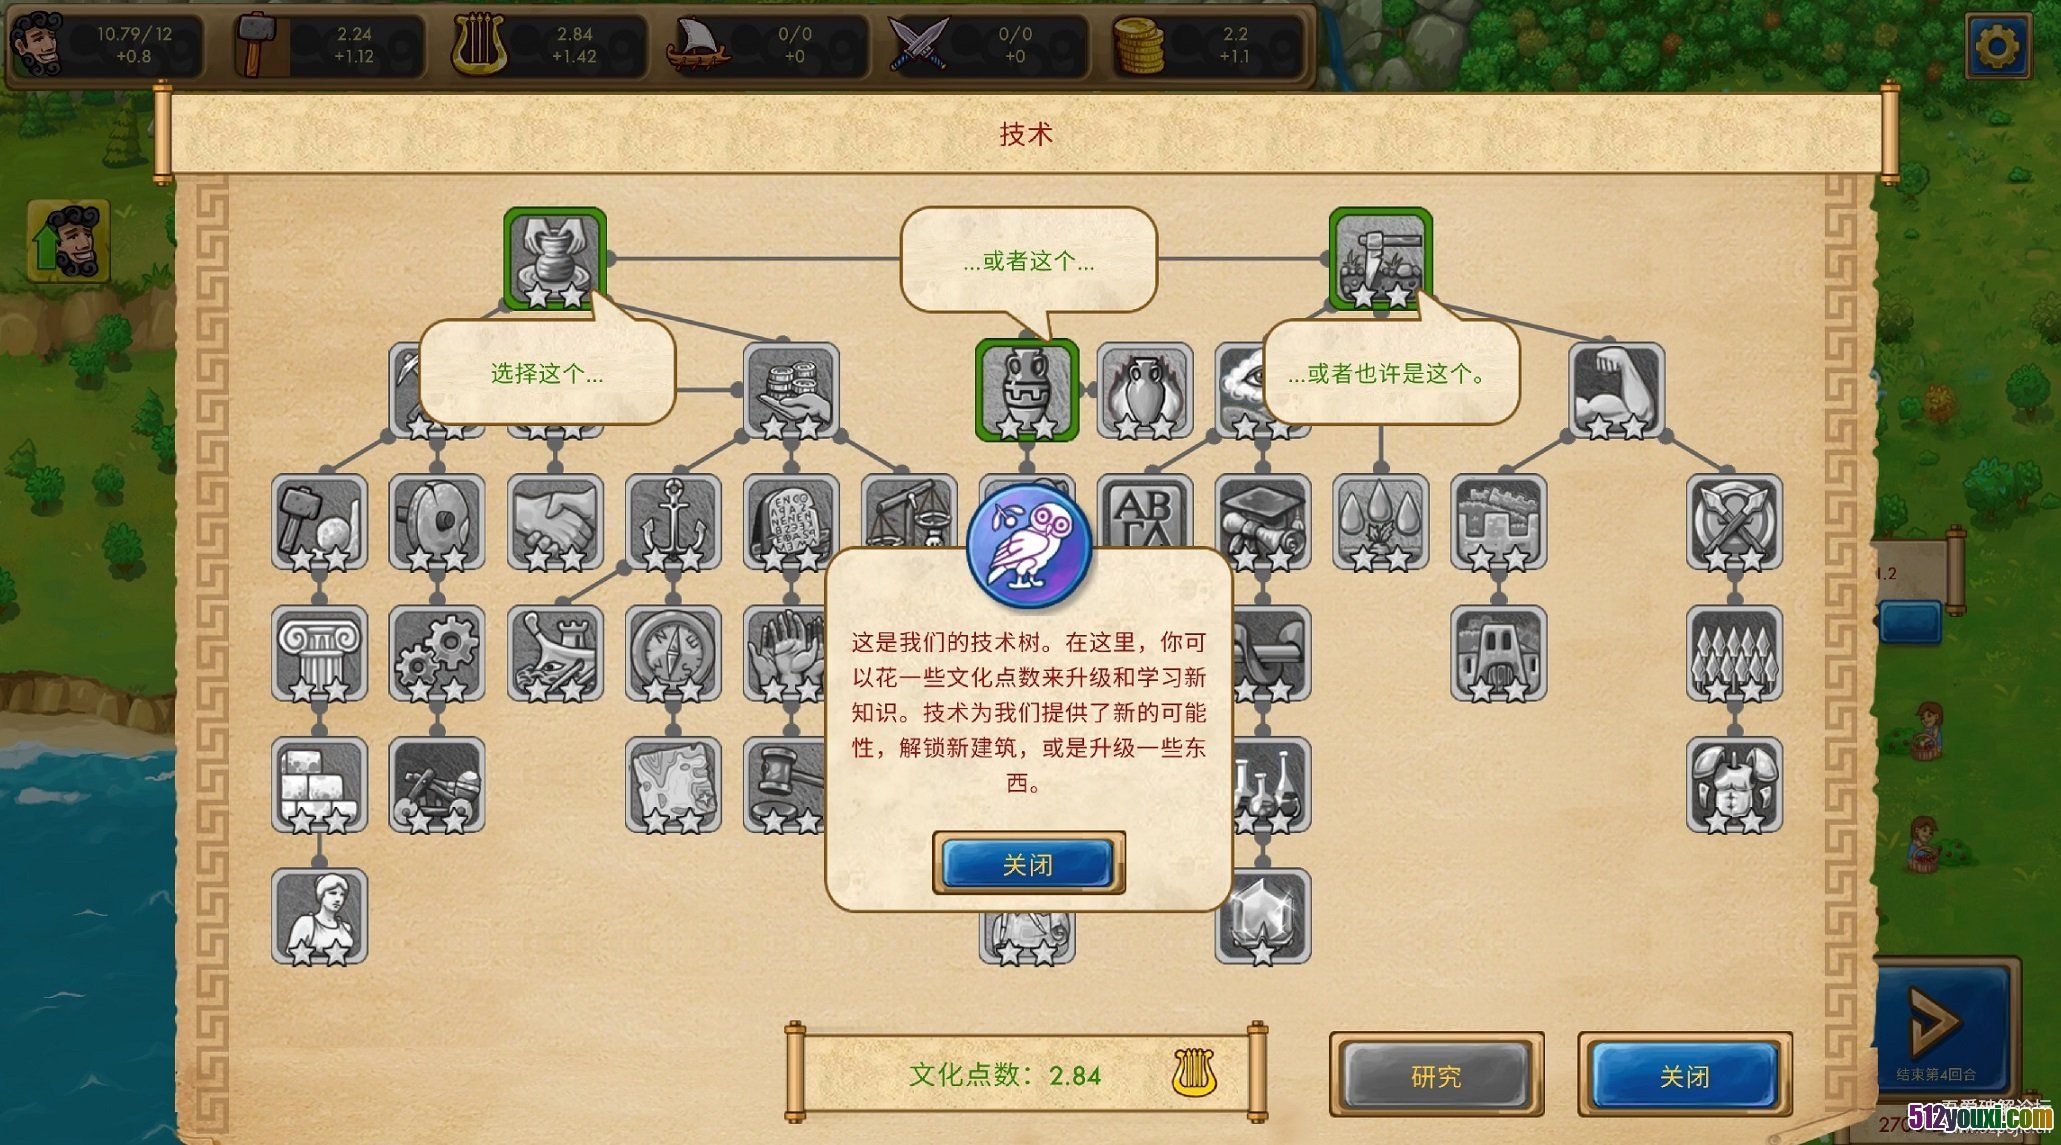 10.79/12
+0.8
2.24
+1.12
2.84
+1.42
0/0
+0
0/0
+0
2.2
+1.1
技术
...或者这个...
选择这个...
...或者也许是这个。
这是我们的技术树。在这里，你可
以花一些文化点数来升级和学习新
知识。技术为我们提供了新的可能
性，解锁新建筑，或是升级一些东
西。
关闭
文化点数：2.84
研究
关闭
结束第4回合
512youxi.com